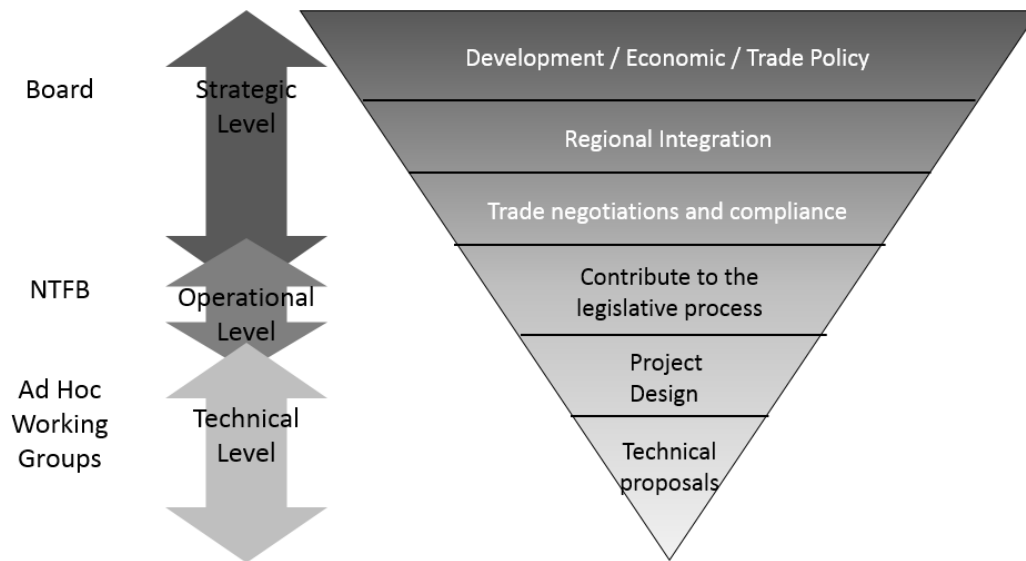 Board
Strategic
Level
Development / Economic / Trade Policy
Regional Integration
Trade negotiations and compliance
NTFB
Operational
Level
Contribute to the
legislative process
Project
Design
Ad Hoc
Working
Groups
Technical
Level
Technical
proposals